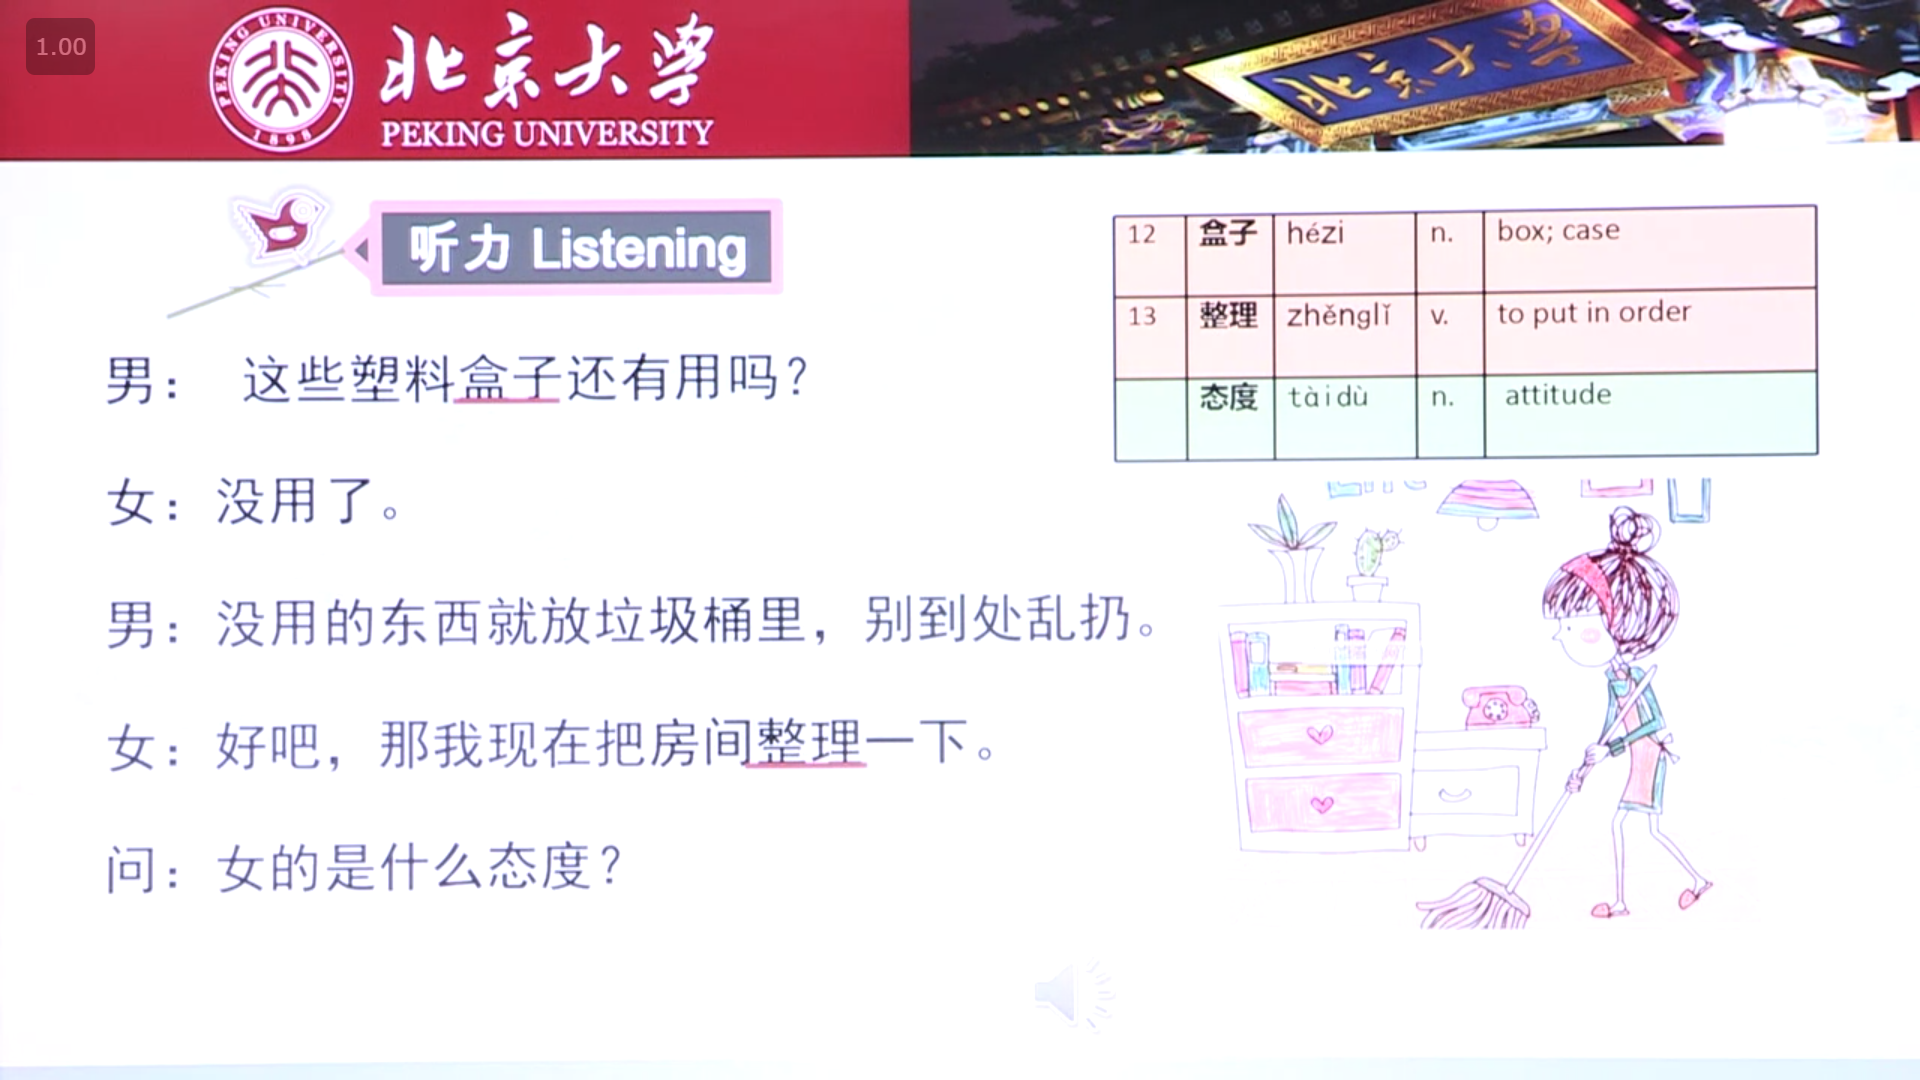 1.00
PEKING UNIVERSITY
1898
北京大学
PEKING UNIVERSITY
北京大学
听力 Listening
12 盒子 hézi n. box; case
13 整理 zhěnglǐ v. to put in order
态度 tàidù n. attitude
男： 这些塑料盒子还有用吗？
女：没用了。
男：没用的东西就放垃圾桶里，别到处乱扔。
女：好吧，那我现在把房间整理一下。
问：女的是什么态度？